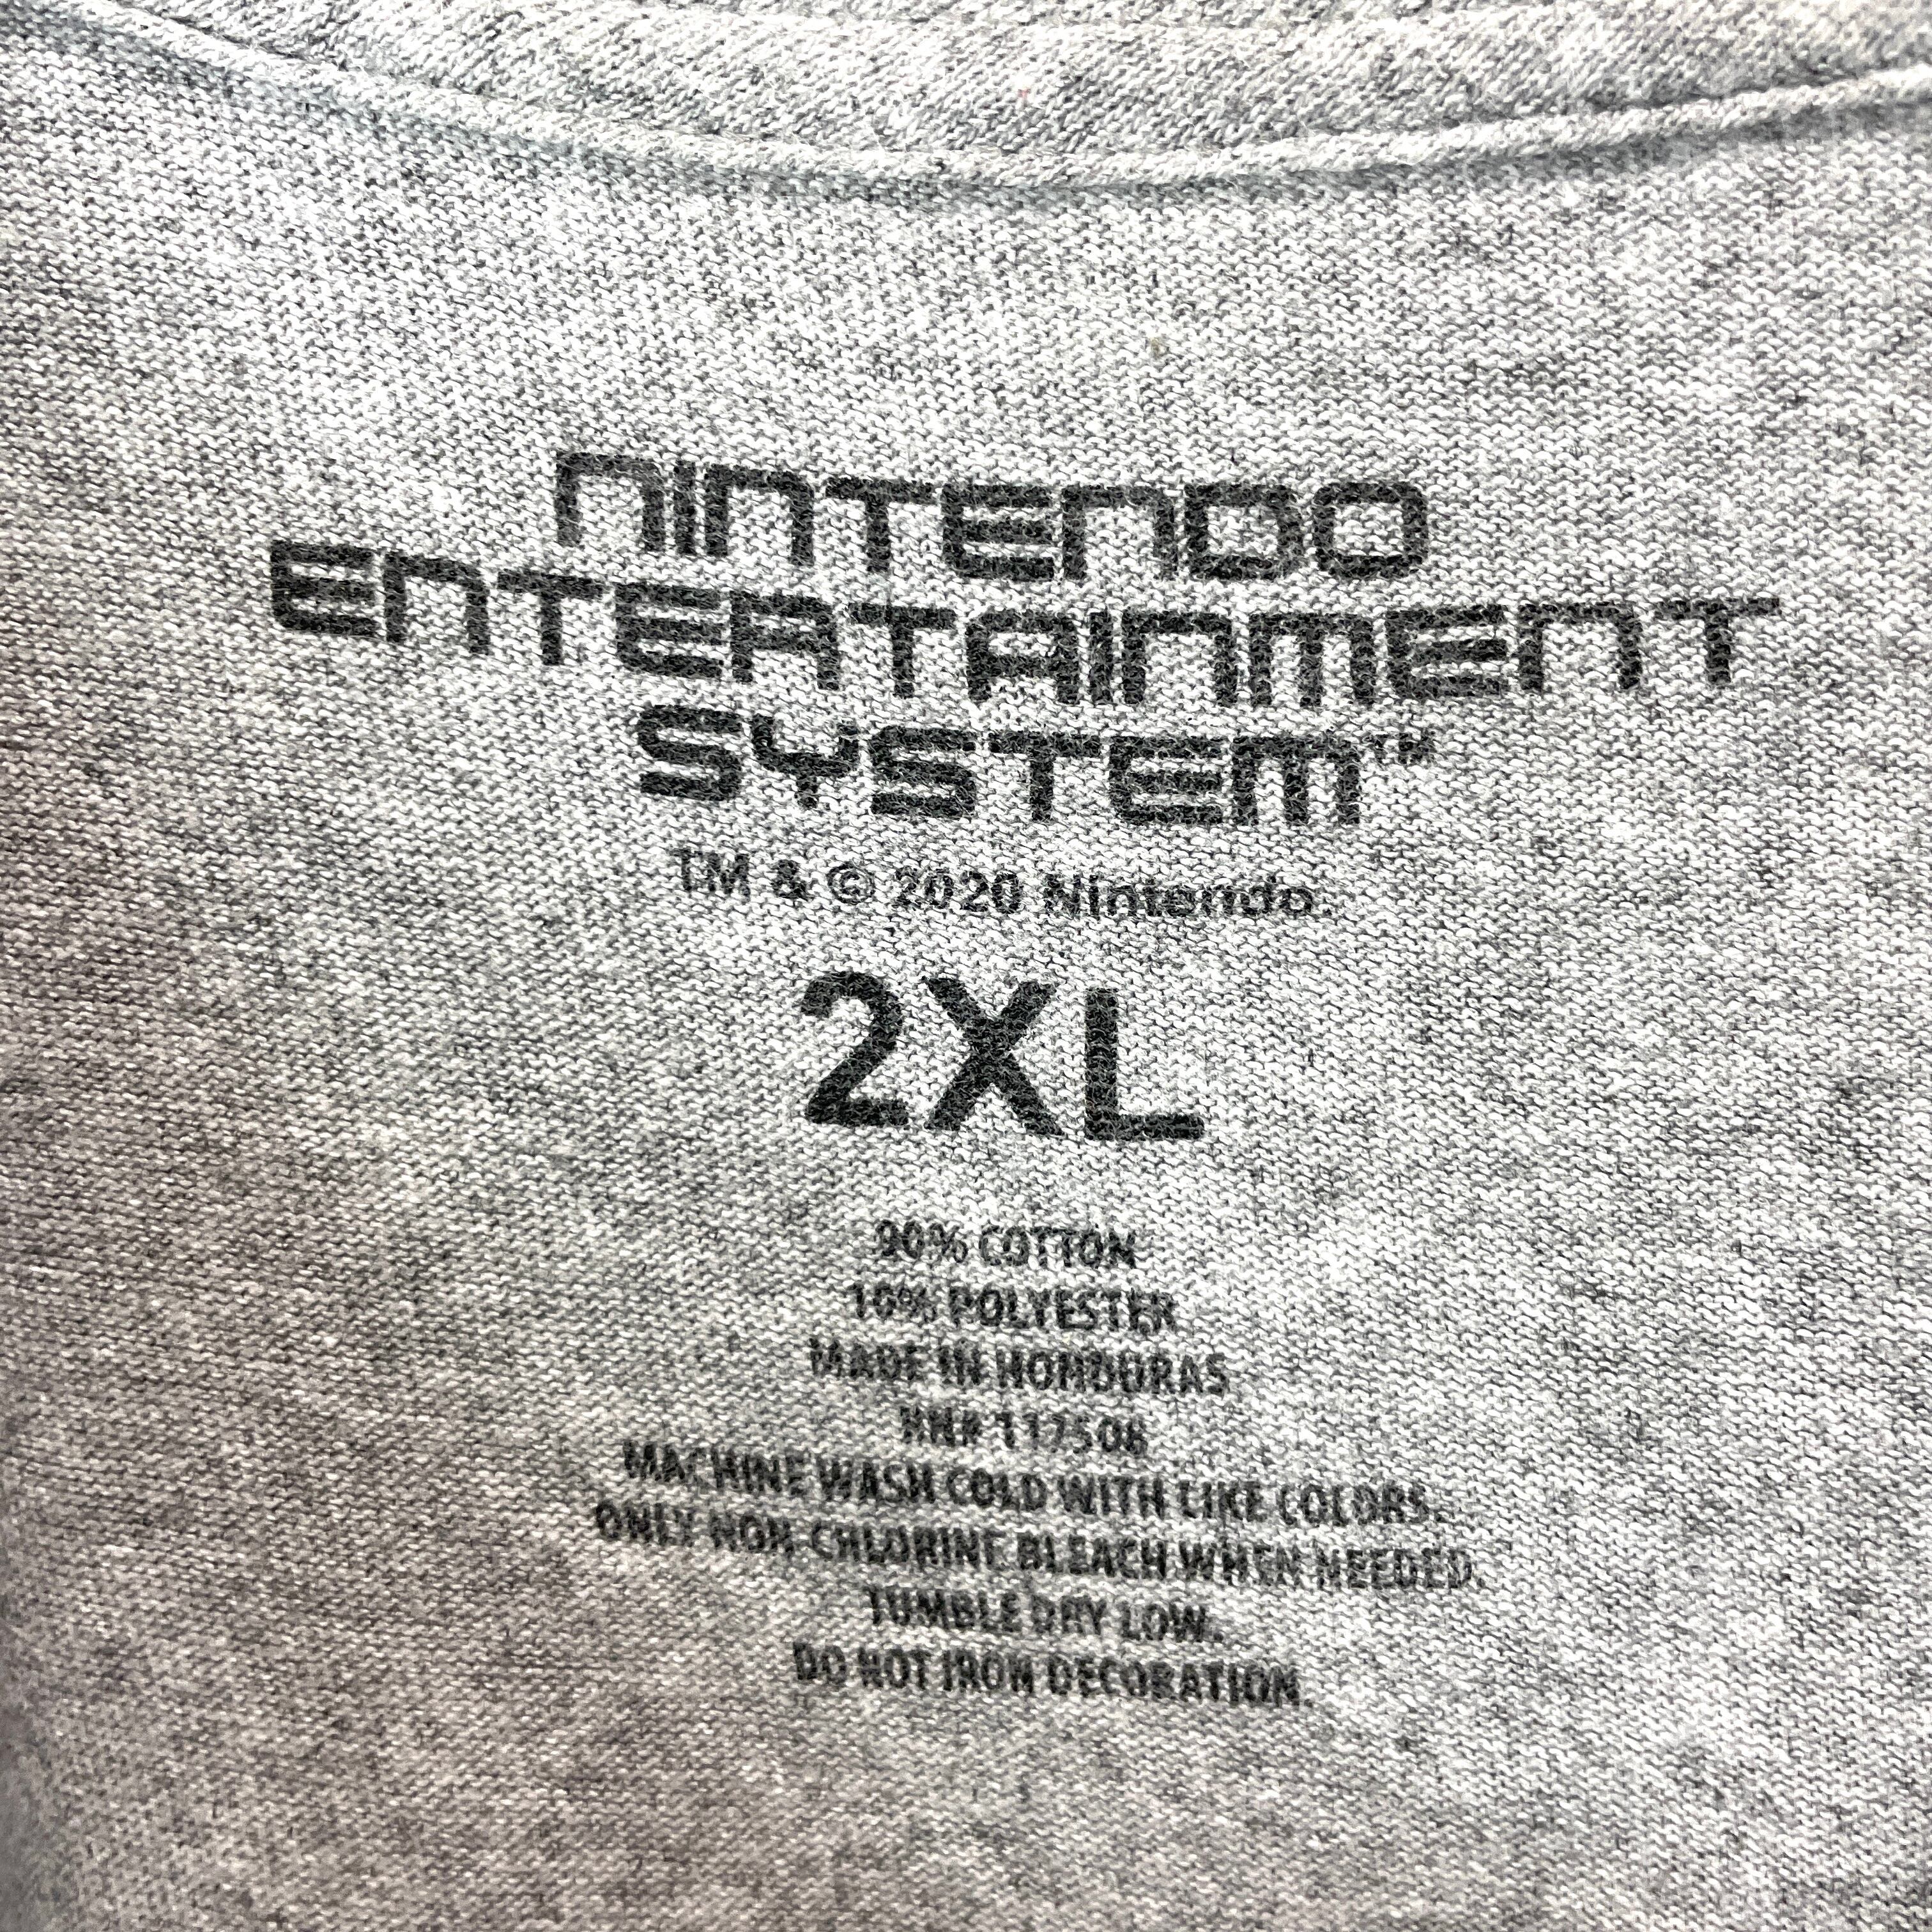 NINTENDO
ENTERTAINMENT
SYSTEM™
TM & © 2020 Nintendo.
2XL
90% COTTON
10% POLYESTER
MADE IN HONDURAS
RN# 117506
MACHINE WASH COLD WITH LIKE COLORS.
ONLY NON-CHLORINE BLEACH WHEN NEEDED.
TUMBLE DRY LOW.
DO NOT IRON DECORATION.